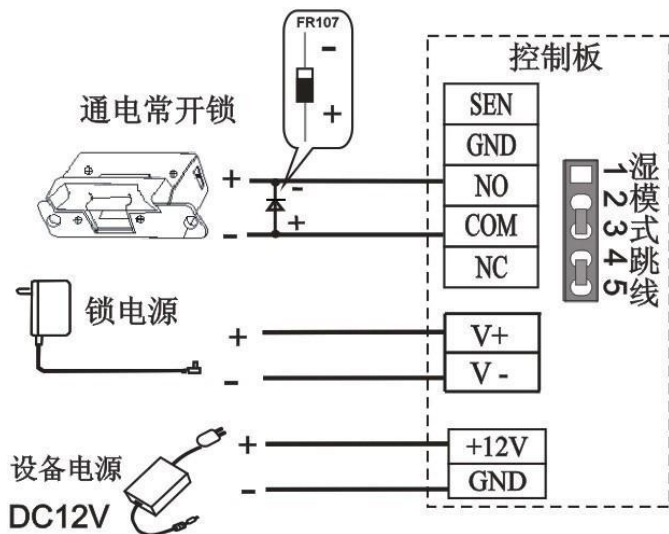 FR107
-
+
控制板
通电常开锁
SEN
GND
NO
COM
NC
+
-
-
+
1
2
3
4
5
湿模式跳线
锁电源
+
-
V+
V -
设备电源
DC12V
+
-
+12V
GND